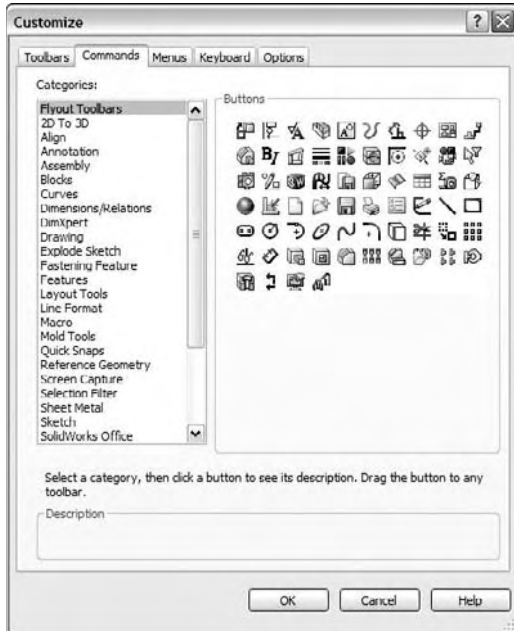 Customize
Toolbars Commands Menus Keyboard Options
Categories:
Flyout Toolbars
2D To 3D
Align
Annotation
Assembly
Blocks
Curves
Dimensions/Relations
DimXpert
Drawing
Explode Sketch
Fastening Feature
Features
Layout Tools
Line Format
Macro
Mold Tools
Quick Snaps
Reference Geometry
Screen Capture
Selection Filter
Sheet Metal
Sketch
SolidWorks Office
Buttons
Select a category, then click a button to see its description. Drag the button to any
toolbar.
Description
OK Cancel Help